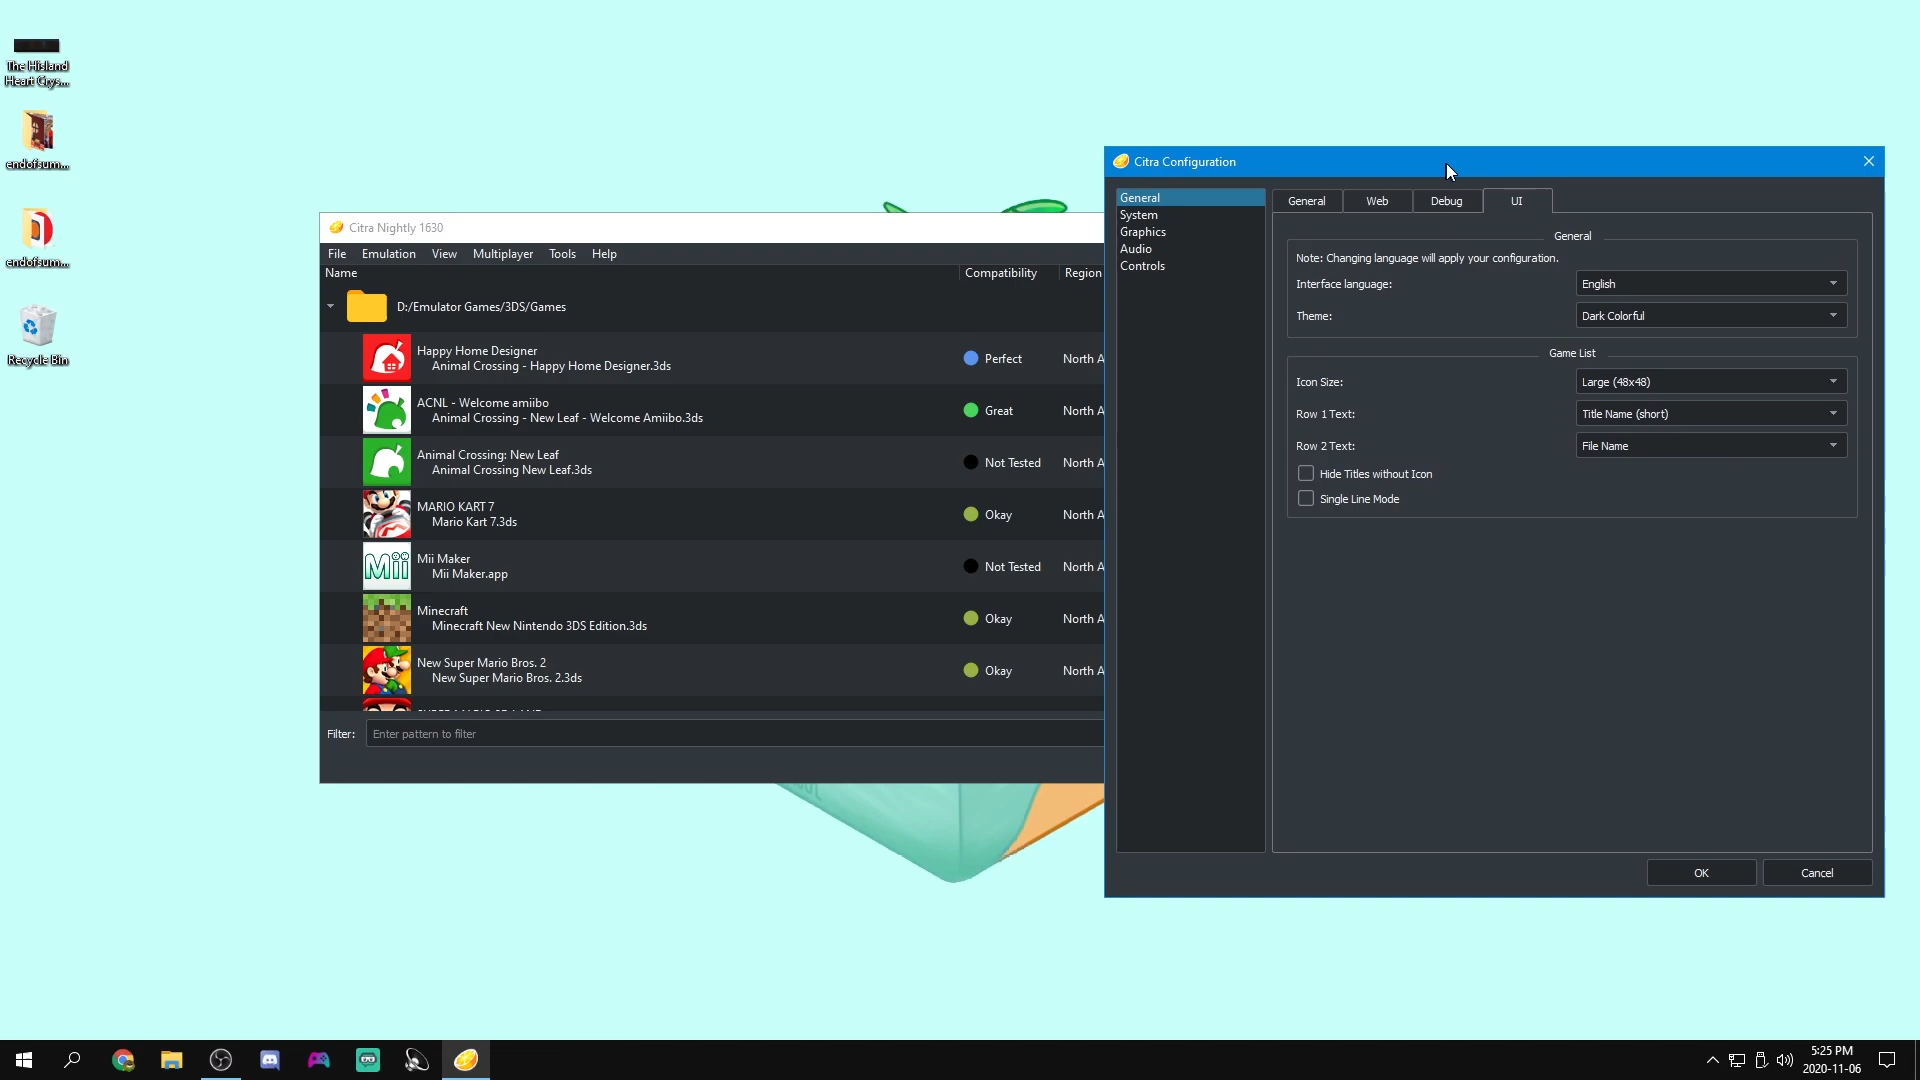 The Hisland
Heart Crys...
endofsum...
endofsum...
Recycle Bin
Citra Nightly 1630
File Emulation View Multiplayer Tools Help
Name Compatibility Region
D:/Emulator Games/3DS/Games
Happy Home Designer
Animal Crossing - Happy Home Designer.3ds
Perfect North A
ACNL - Welcome amiibo
Animal Crossing - New Leaf - Welcome Amiibo.3ds
Great North A
Animal Crossing: New Leaf
Animal Crossing New Leaf.3ds
Not Tested North A
MARIO KART 7
Mario Kart 7.3ds
Okay North A
Mii
Mii Maker
Mii Maker.app
Not Tested North A
Minecraft
Minecraft New Nintendo 3DS Edition.3ds
Okay North A
New Super Mario Bros. 2
New Super Mario Bros. 2.3ds
Okay North A
Filter: Enter pattern to filter
Citra Configuration
General
System
Graphics
Audio
Controls
General Web Debug UI
General
Note: Changing language will apply your configuration.
Interface language: English
Theme: Dark Colorful
Game List
Icon Size: Large (48x48)
Row 1 Text: Title Name (short)
Row 2 Text: File Name
Hide Titles without Icon
Single Line Mode
OK Cancel
5:25 PM
2020-11-06